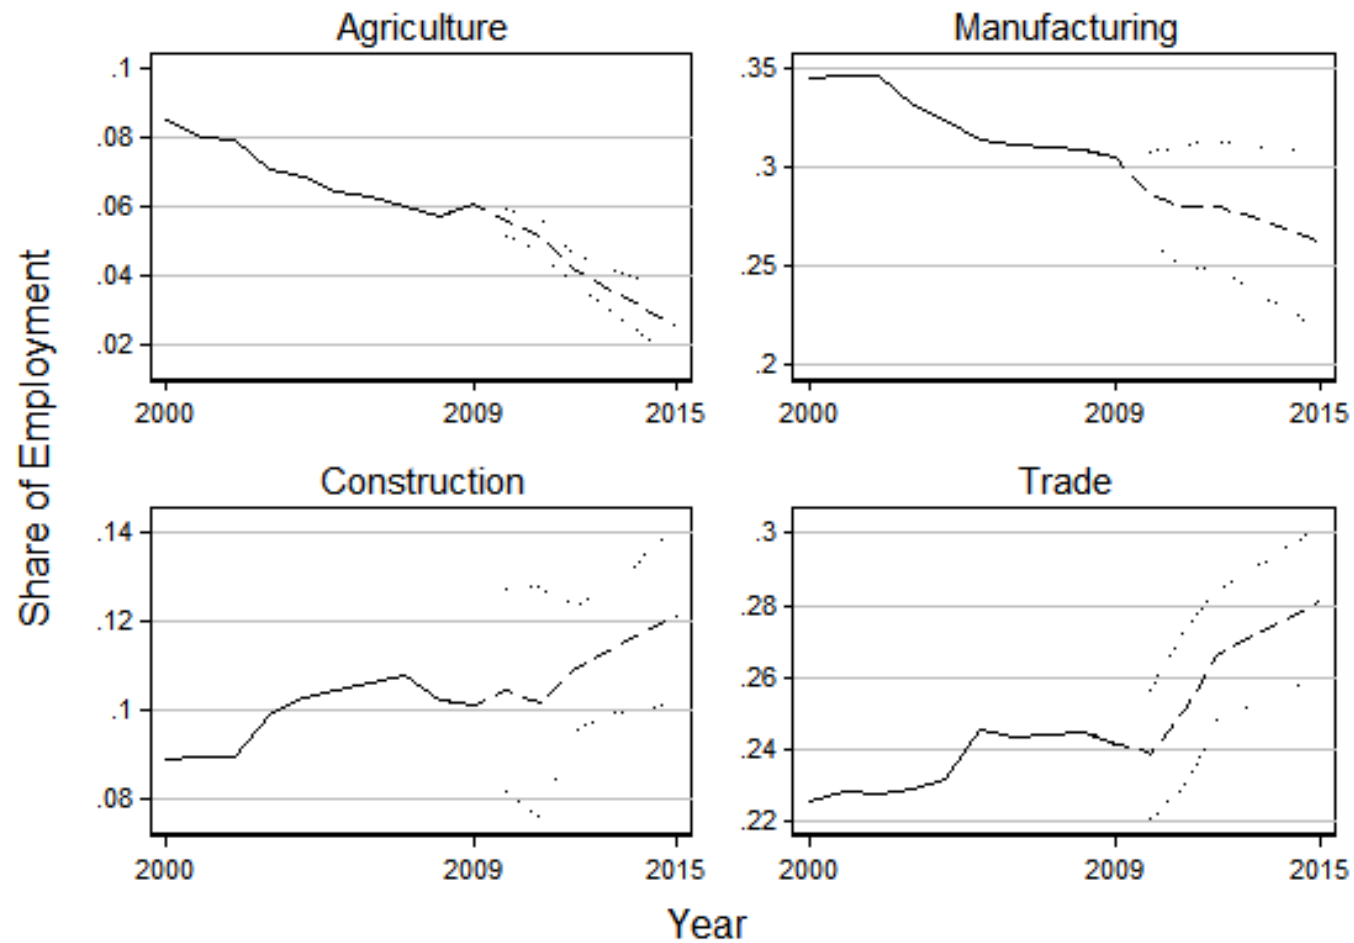 Agriculture
.1
.08
.06
.04
.02
2000 2009 2015
Manufacturing
.35
.3
.25
.2
2000 2009 2015
Construction
.14
.12
.1
.08
2000 2009 2015
Trade
.3
.28
.26
.24
.22
2000 2009 2015
Share of Employment
Year